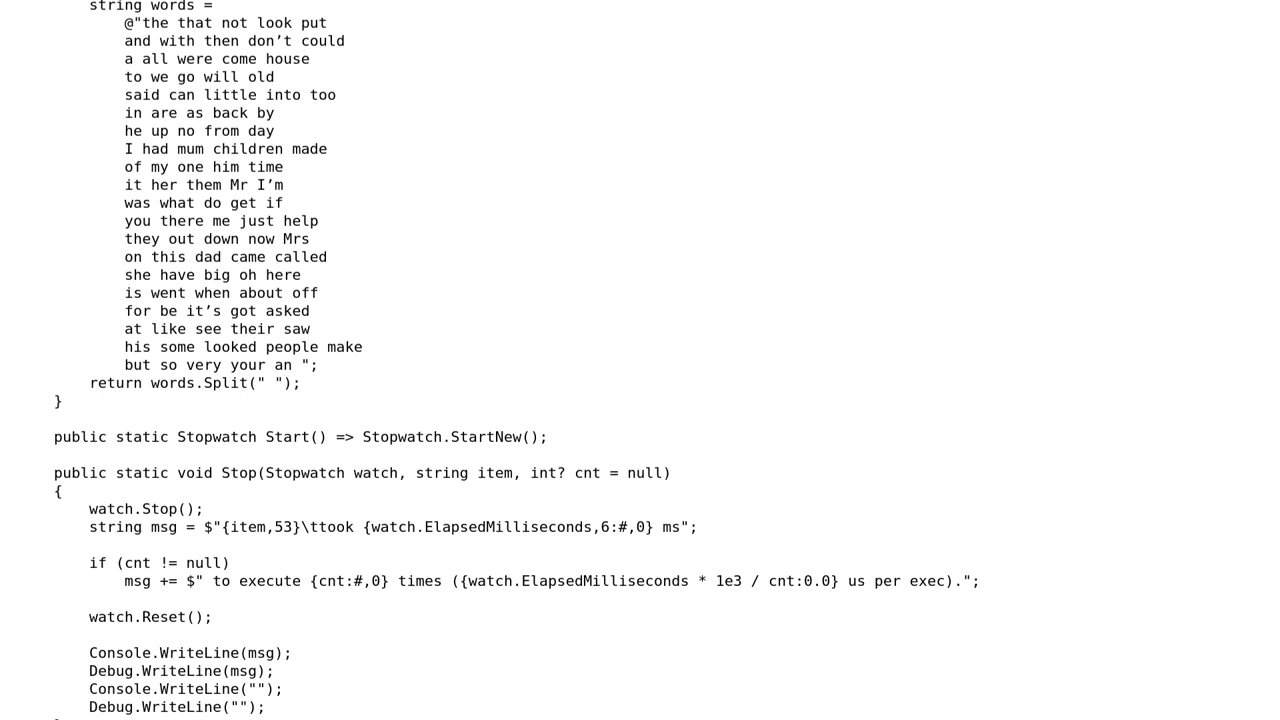 string words =
@"the that not look put
and with then don’t could
a all were come house
to we go will old
said can little into too
in are as back by
he up no from day
I had mum children made
of my one him time
it her them Mr I’m
was what do get if
you there me just help
they out down now Mrs
on this dad came called
she have big oh here
is went when about off
for be it’s got asked
at like see their saw
his some looked people make
but so very your an ";
return words.Split(" ");
}
public static Stopwatch Start() => Stopwatch.StartNew();
public static void Stop(Stopwatch watch, string item, int? cnt = null)
{
watch.Stop();
string msg = $"{item,53}\ttook {watch.ElapsedMilliseconds,6:#,0} ms";
if (cnt != null)
msg += $" to execute {cnt:#,0} times ({watch.ElapsedMilliseconds * 1e3 / cnt:0.0} us per exec).";
watch.Reset();
Console.WriteLine(msg);
Debug.WriteLine(msg);
Console.WriteLine("");
Debug.WriteLine("");